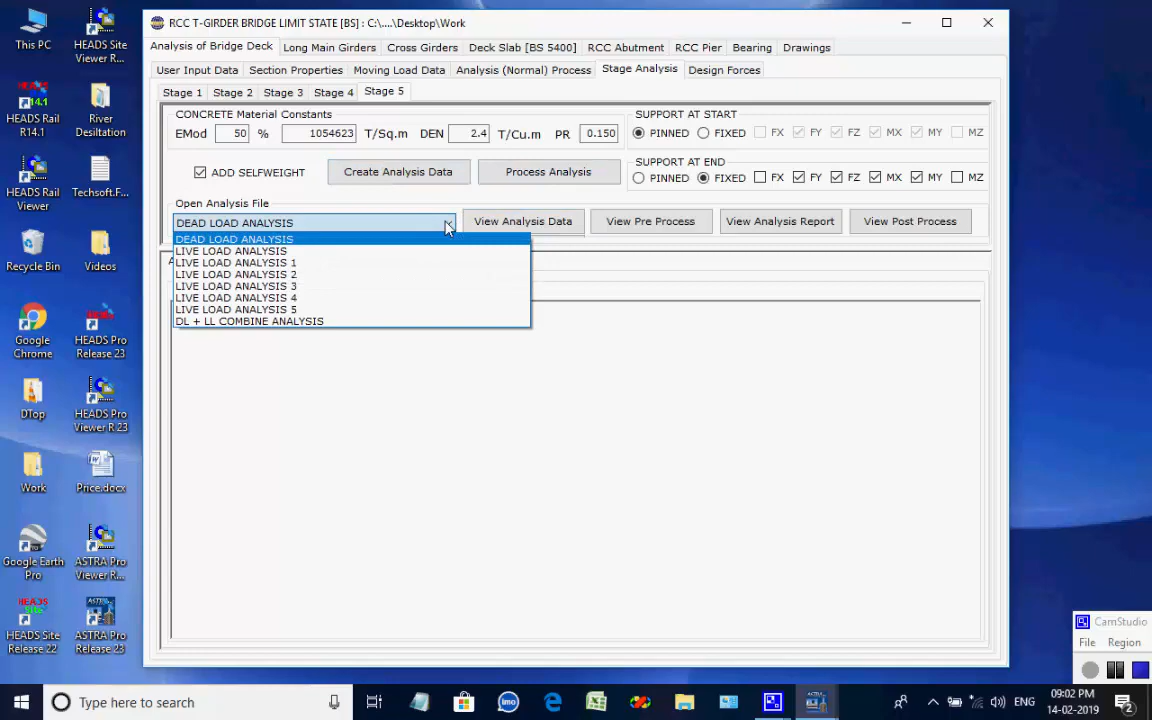 This PC
HEADS Site
Viewer R...
HEADS Rail
R14.1
River
Desiltation
HEADS Rail
Viewer
Techsoft.F...
Recycle Bin
Videos
Google
Chrome
HEADS Pro
Release 23
DTop
HEADS Pro
Viewer R 23
Work
Price.docx
Google Earth
Pro
ASTRA Pro
Viewer R...
HEADS Site
Release 22
ASTRA Pro
Release 23
RCC T-GIRDER BRIDGE LIMIT STATE [BS] : C:\....\Desktop\Work
Analysis of Bridge Deck Long Main Girders Cross Girders Deck Slab [BS 5400] RCC Abutment RCC Pier Bearing Drawings
User Input Data Section Properties Moving Load Data Analysis (Normal) Process Stage Analysis Design Forces
Stage 1 Stage 2 Stage 3 Stage 4 Stage 5
CONCRETE Material Constants
EMod 50 % 1054623 T/Sq.m DEN 2.4 T/Cu.m PR 0.150
SUPPORT AT START
PINNED FIXED FX FY FZ MX MY MZ
ADD SELFWEIGHT Create Analysis Data Process Analysis
SUPPORT AT END
PINNED FIXED FX FY FZ MX MY MZ
Open Analysis File
DEAD LOAD ANALYSIS View Analysis Data View Pre Process View Analysis Report View Post Process
DEAD LOAD ANALYSIS
LIVE LOAD ANALYSIS
LIVE LOAD ANALYSIS 1
LIVE LOAD ANALYSIS 2
LIVE LOAD ANALYSIS 3
LIVE LOAD ANALYSIS 4
LIVE LOAD ANALYSIS 5
DL + LL COMBINE ANALYSIS
CamStudio
File Region
Type here to search
ENG
09:02 PM
14-02-2019